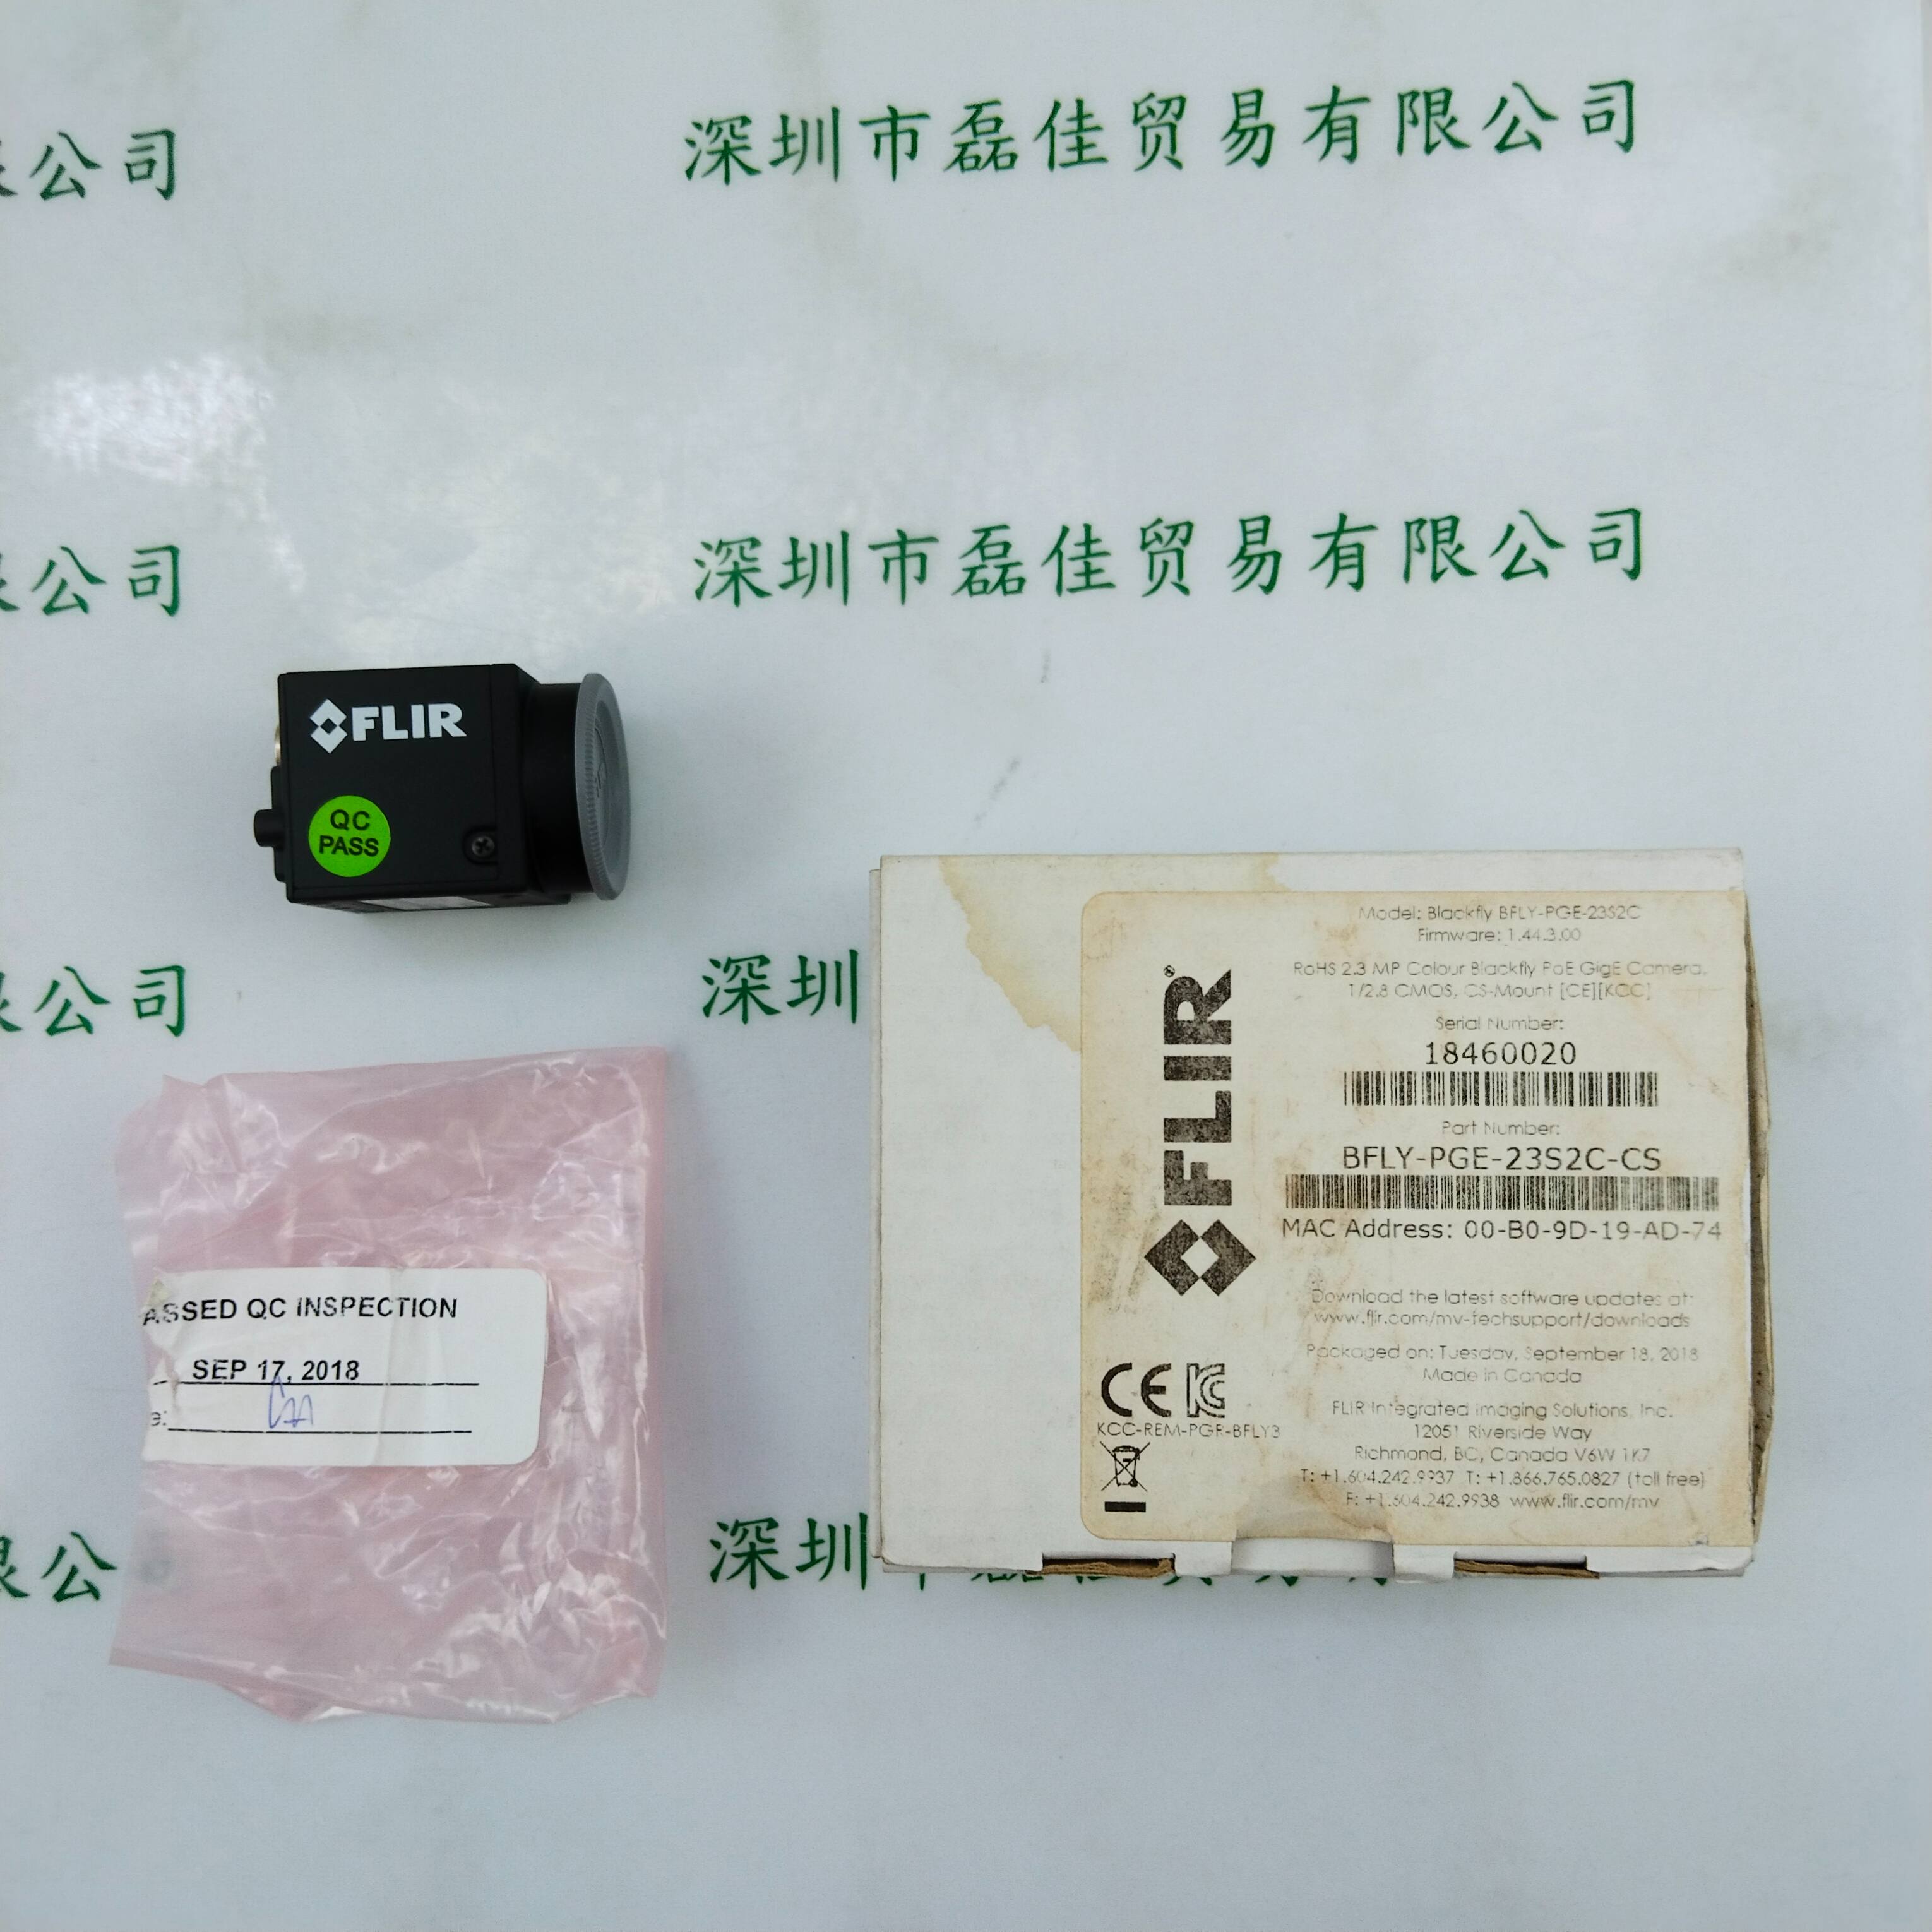 限公司
深圳市磊佳贸易有限公司
限公司
深圳市磊佳贸易有限公司
FLIR
QC
PASS
限公司
深圳
ASSED QC INSPECTION
SEP 17, 2018
e:
限公
深圳市磊佳贸易有
FLIR
Model: Blackfly BFLY-PGE-23S2C
Firmware: 1.44.3.00
RoHS 2.3 MP Colour Blackfly PoE GigE Camera,
1/2.8 CMOS, CS-Mount [CE][KCC]
Serial Number:
18460020
Part Number:
BFLY-PGE-23S2C-CS
MAC Address: 00-B0-9D-19-AD-74
Download the latest software updates at:
www.flir.com/mv-techsupport/downloads
Packaged on: Tuesday, September 18, 2018
Made in Canada
FLIR Integrated Imaging Solutions, Inc.
12051 Riverside Way
Richmond, BC, Canada V6W 1K7
T: +1.604.242.9937 T: +1.866.765.0827 (toll free)
F: +1.604.242.9938 www.flir.com/mv
CE KC
KCC-REM-PGR-BFLY3